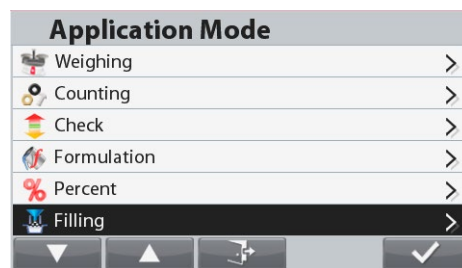 Application Mode
Weighing
Counting
Check
Formulation
Percent
Filling